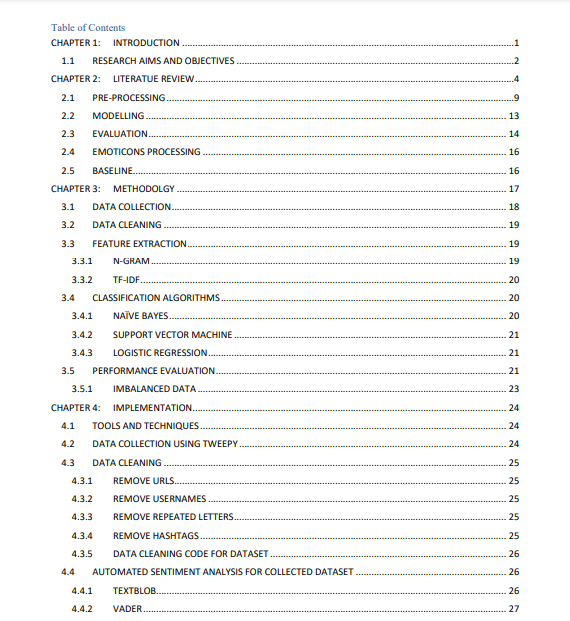 Table of Contents
CHAPTER 1: INTRODUCTION ........ 1
1.1 RESEARCH AIMS AND OBJECTIVES ........ 2
CHAPTER 2: LITERATUE REVIEW ........ 4
2.1 PRE-PROCESSING ........ 9
2.2 MODELLING ........ 13
2.3 EVALUATION ........ 14
2.4 EMOTICONS PROCESSING ........ 16
2.5 BASELINE ........ 16
CHAPTER 3: METHODOLGY ........ 17
3.1 DATA COLLECTION ........ 18
3.2 DATA CLEANING ........ 19
3.3 FEATURE EXTRACTION ........ 19
3.3.1 N-GRAM ........ 19
3.3.2 TF-IDF ........ 20
3.4 CLASSIFICATION ALGORITHMS ........ 20
3.4.1 NAÏVE BAYES ........ 20
3.4.2 SUPPORT VECTOR MACHINE ........ 21
3.4.3 LOGISTIC REGRESSION ........ 21
3.5 PERFORMANCE EVALUATION ........ 21
3.5.1 IMBALANCED DATA ........ 23
CHAPTER 4: IMPLEMENTATION ........ 24
4.1 TOOLS AND TECHNIQUES ........ 24
4.2 DATA COLLECTION USING TWEEPY ........ 24
4.3 DATA CLEANING ........ 25
4.3.1 REMOVE URLS ........ 25
4.3.2 REMOVE USERNAMES ........ 25
4.3.3 REMOVE REPEATED LETTERS ........ 25
4.3.4 REMOVE HASHTAGS ........ 25
4.3.5 DATA CLEANING CODE FOR DATASET ........ 26
4.4 AUTOMATED SENTIMENT ANALYSIS FOR COLLECTED DATASET ........ 26
4.4.1 TEXTBLOB ........ 26
4.4.2 VADER ........ 27